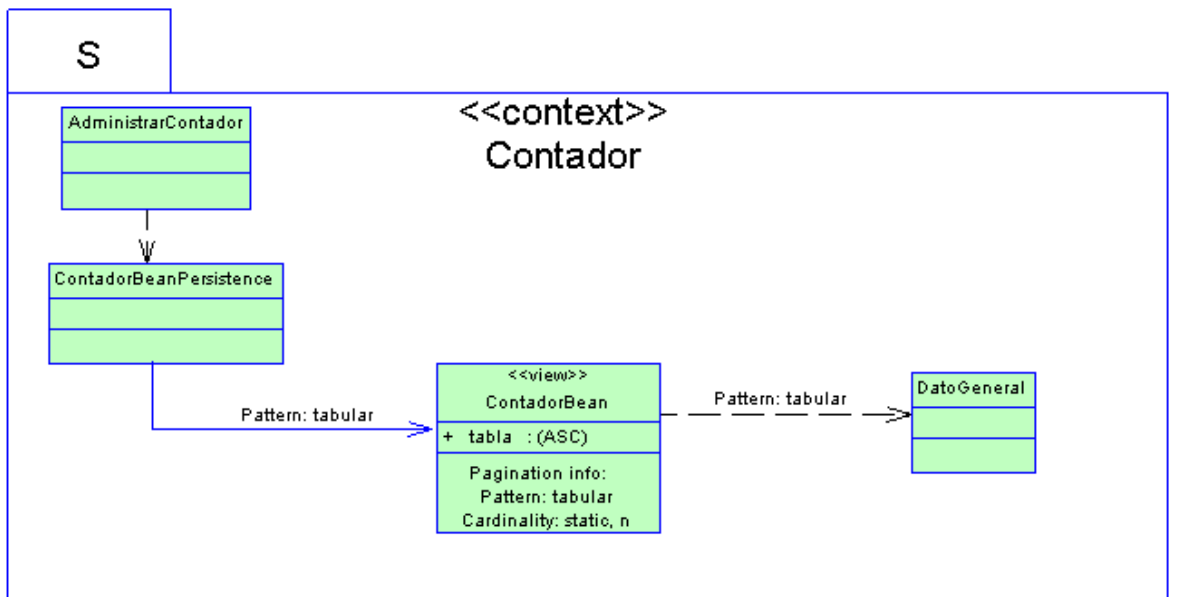 S
<<context>>
Contador
AdministrarContador
ContadorBeanPersistence
Pattern: tabular
<<view>>
ContadorBean
+ tabla : (ASC)
Pagination info:
Pattern: tabular
Cardinality: static, n
Pattern: tabular
DatoGeneral